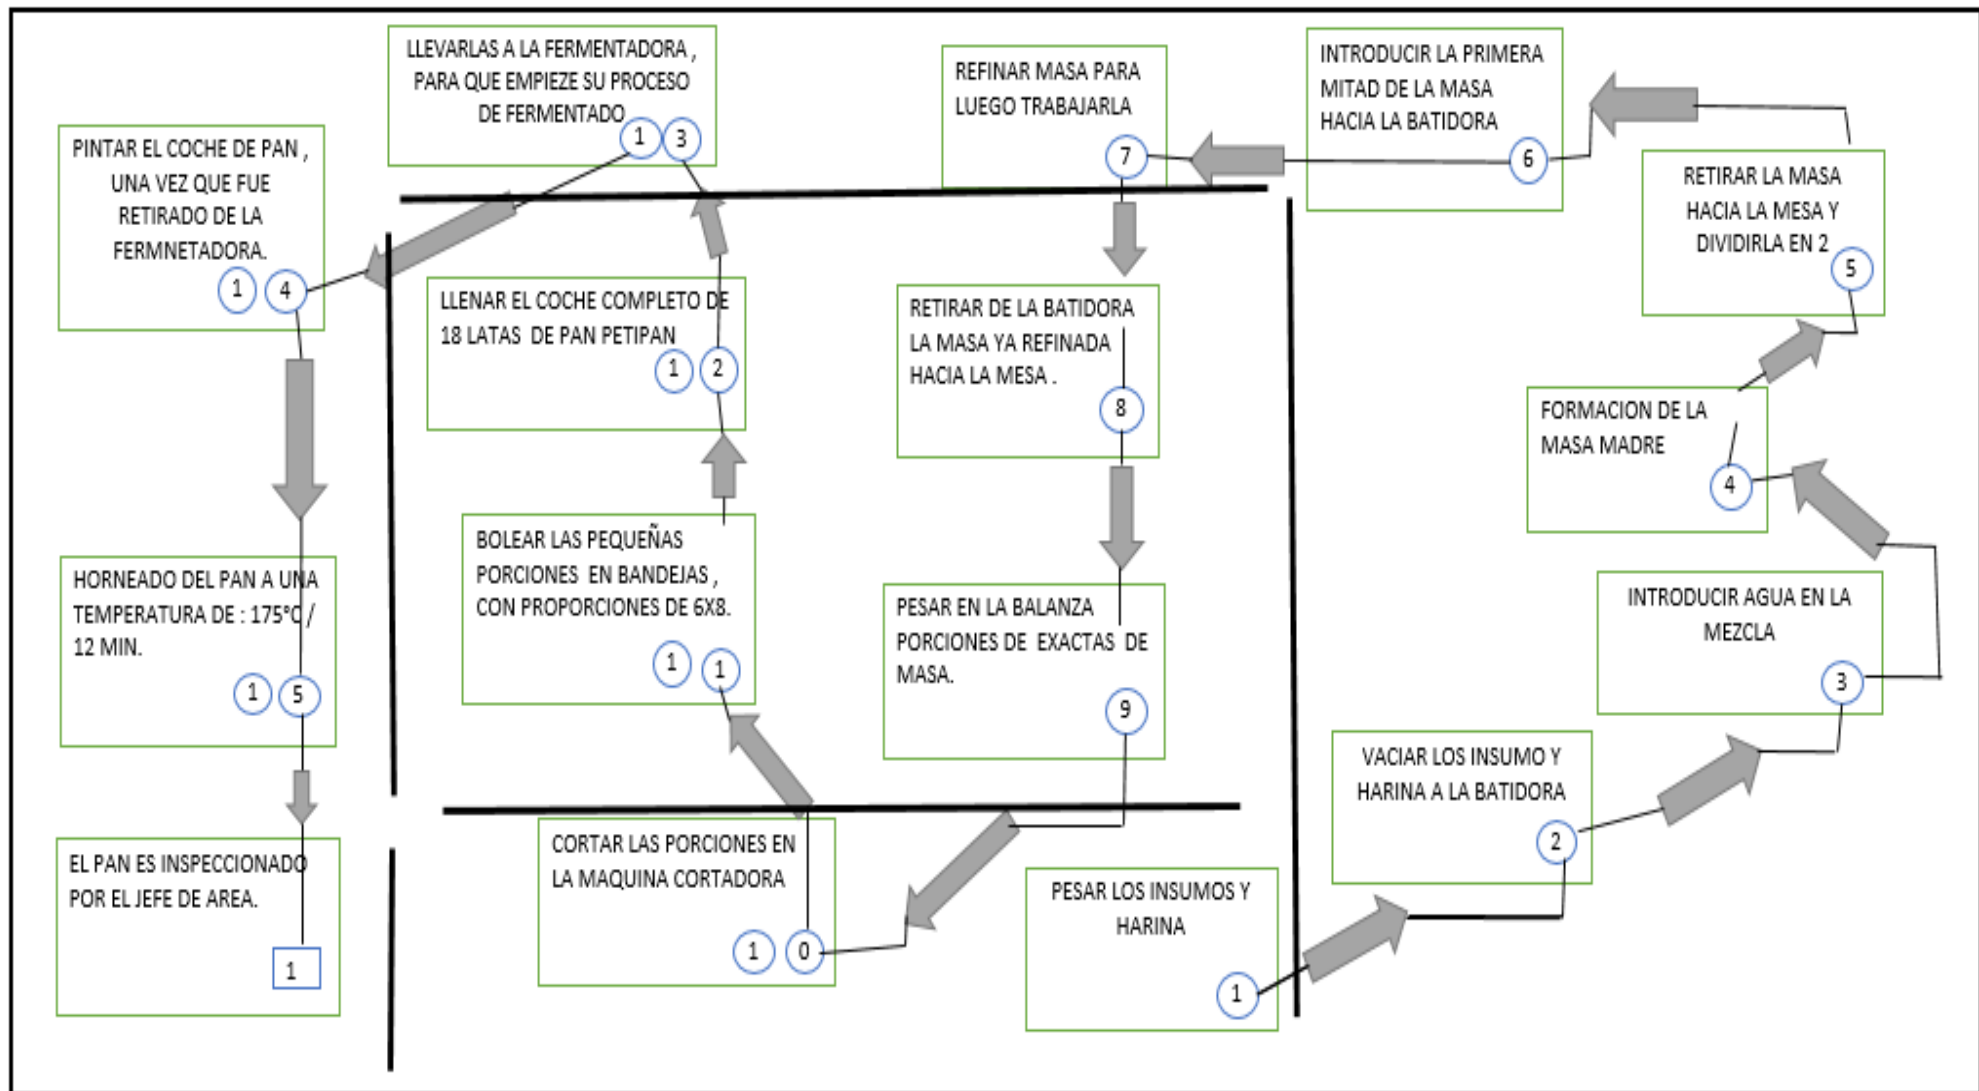 LLEVARLAS A LA FERMENTADORA ,
PARA QUE EMPIEZE SU PROCESO
DE FERMENTADO
1 3
REFINAR MASA PARA
LUEGO TRABAJARLA
7
INTRODUCIR LA PRIMERA
MITAD DE LA MASA
HACIA LA BATIDORA
6
PINTAR EL COCHE DE PAN ,
UNA VEZ QUE FUE
RETIRADO DE LA
FERMNETADORA.
1 4
RETIRAR LA MASA
HACIA LA MESA Y
DIVIDIRLA EN 2
5
LLENAR EL COCHE COMPLETO DE
18 LATAS DE PAN PETIPAN
1 2
RETIRAR DE LA BATIDORA
LA MASA YA REFINADA
HACIA LA MESA .
8
FORMACION DE LA
MASA MADRE
4
BOLEAR LAS PEQUEÑAS
PORCIONES EN BANDEJAS ,
CON PROPORCIONES DE 6X8.
1 1
HORNEADO DEL PAN A UNA
TEMPERATURA DE : 175°C /
12 MIN.
1 5
PESAR EN LA BALANZA
PORCIONES DE EXACTAS DE
MASA.
9
INTRODUCIR AGUA EN LA
MEZCLA
3
VACIAR LOS INSUMO Y
HARINA A LA BATIDORA
2
EL PAN ES INSPECCIONADO
POR EL JEFE DE AREA.
1
CORTAR LAS PORCIONES EN
LA MAQUINA CORTADORA
1 0
PESAR LOS INSUMOS Y
HARINA
1